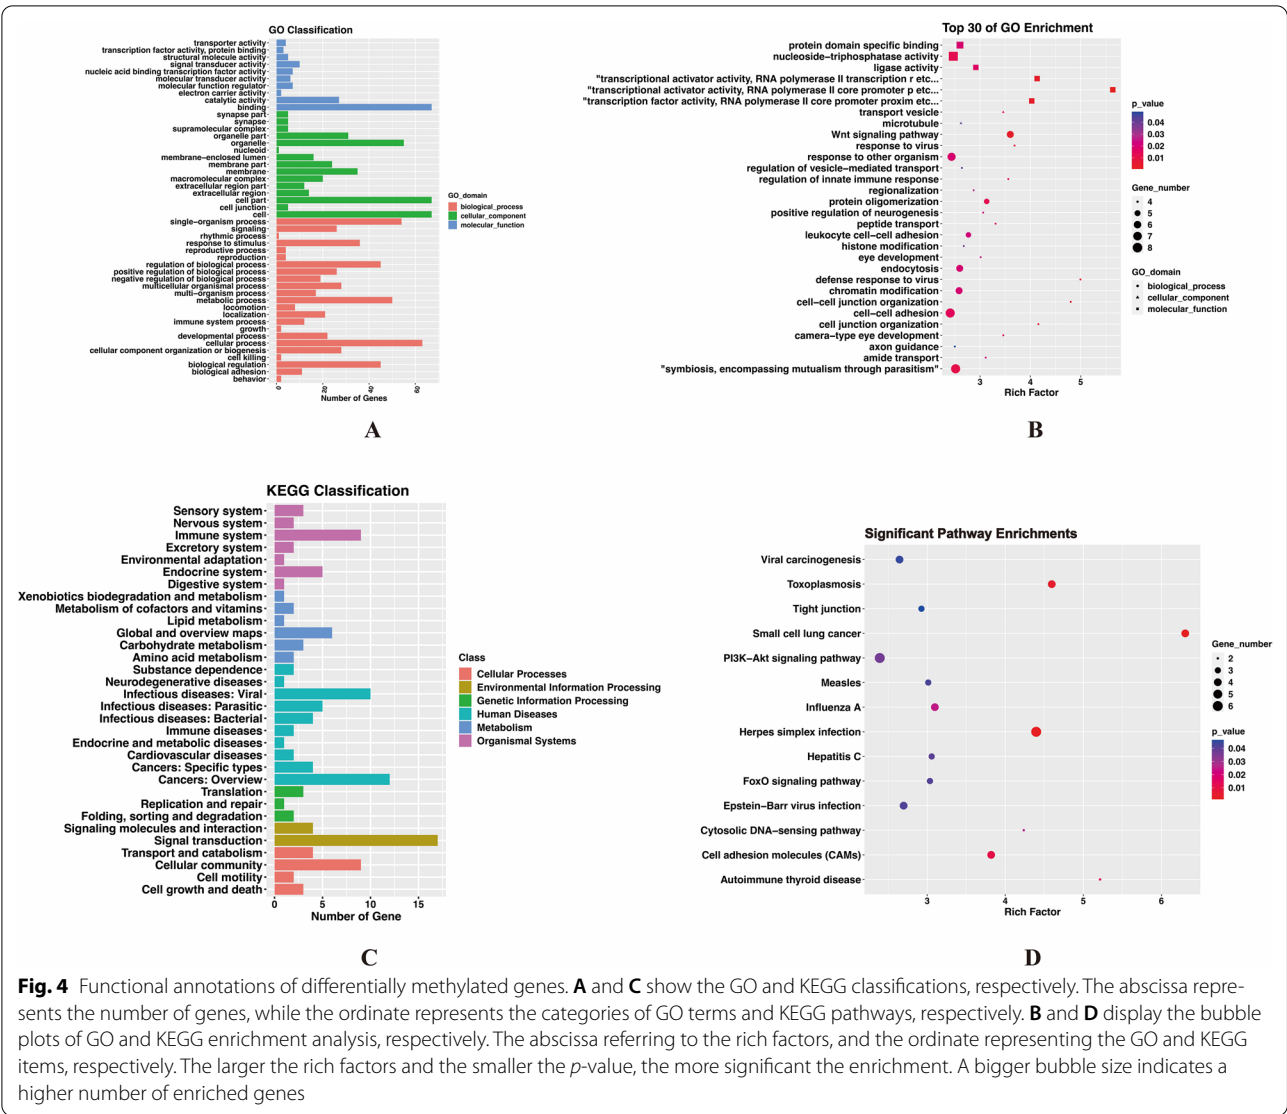 GO Classification
transporter activity
transcription factor activity, protein binding
structural molecule activity
signal transducer activity
nucleic acid binding transcription factor activity
molecular transducer activity
molecular function regulator
electron carrier activity
catalytic activity
binding
synapse part
synapse
supramolecular complex
organelle part
organelle
nucleoid
membrane−enclosed lumen
membrane part
membrane
macromolecular complex
extracellular region part
extracellular region
cell part
cell junction
cell
single−organism process
signaling
rhythmic process
response to stimulus
reproductive process
reproduction
regulation of biological process
positive regulation of biological process
negative regulation of biological process
multicellular organismal process
multi−organism process
metabolic process
locomotion
localization
immune system process
growth
developmental process
cellular process
cellular component organization or biogenesis
cell killing
biological regulation
biological adhesion
behavior
0 20 40 60
Number of Genes
GO_domain
biological_process
cellular_component
molecular_function
A
Top 30 of GO Enrichment
protein domain specific binding
nucleoside−triphosphatase activity
ligase activity
"transcriptional activator activity, RNA polymerase II transcription r etc...
"transcriptional activator activity, RNA polymerase II core promoter p etc...
"transcription factor activity, RNA polymerase II core promoter proxim etc...
transport vesicle
microtubule
Wnt signaling pathway
response to virus
response to other organism
regulation of vesicle−mediated transport
regulation of innate immune response
regionalization
protein oligomerization
positive regulation of neurogenesis
peptide transport
leukocyte cell−cell adhesion
histone modification
eye development
endocytosis
defense response to virus
chromatin modification
cell−cell junction organization
cell−cell adhesion
cell junction organization
camera−type eye development
axon guidance
amide transport
"symbiosis, encompassing mutualism through parasitism"
3 4 5
Rich Factor
p_value
0.04
0.03
0.02
0.01
Gene_number
4
5
6
7
8
GO_domain
biological_process
cellular_component
molecular_function
B
KEGG Classification
Sensory system
Nervous system
Immune system
Excretory system
Environmental adaptation
Endocrine system
Digestive system
Xenobiotics biodegradation and metabolism
Metabolism of cofactors and vitamins
Lipid metabolism
Global and overview maps
Carbohydrate metabolism
Amino acid metabolism
Substance dependence
Neurodegenerative diseases
Infectious diseases: Viral
Infectious diseases: Parasitic
Infectious diseases: Bacterial
Immune diseases
Endocrine and metabolic diseases
Cardiovascular diseases
Cancers: Specific types
Cancers: Overview
Translation
Replication and repair
Folding, sorting and degradation
Signaling molecules and interaction
Signal transduction
Transport and catabolism
Cellular community
Cell motility
Cell growth and death
0 5 10 15
Number of Gene
Class
Cellular Processes
Environmental Information Processing
Genetic Information Processing
Human Diseases
Metabolism
Organismal Systems
C
Significant Pathway Enrichments
Viral carcinogenesis
Toxoplasmosis
Tight junction
Small cell lung cancer
PI3K−Akt signaling pathway
Measles
Influenza A
Herpes simplex infection
Hepatitis C
FoxO signaling pathway
Epstein−Barr virus infection
Cytosolic DNA−sensing pathway
Cell adhesion molecules (CAMs)
Autoimmune thyroid disease
3 4 5 6
Rich Factor
Gene_number
2
3
4
5
6
p_value
0.04
0.03
0.02
0.01
D
Fig. 4 Functional annotations of differentially methylated genes. A and C show the GO and KEGG classifications, respectively. The abscissa repre-
sents the number of genes, while the ordinate represents the categories of GO terms and KEGG pathways, respectively. B and D display the bubble
plots of GO and KEGG enrichment analysis, respectively. The abscissa referring to the rich factors, and the ordinate representing the GO and KEGG
items, respectively. The larger the rich factors and the smaller the p-value, the more significant the enrichment. A bigger bubble size indicates a
higher number of enriched genes